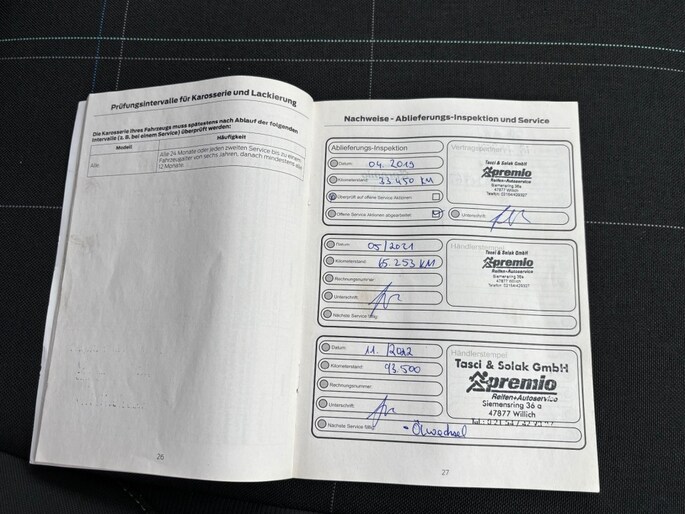 Prüfungsintervalle für Karosserie und Lackierung
Die Karosserie Ihres Fahrzeugs muss spätestens nach Ablauf der folgenden
Intervalle (z. B. bei einem Service) überprüft werden:
Modell
Häufigkeit
Alle
Alle 24 Monate oder jeden zweiten Service bis zu einem
Fahrzeugalter von sechs Jahren, danach mindestens alle
12 Monate.
26
Nachweise - Ablieferungs-Inspektion und Service
Ablieferungs-Inspektion
Datum: 04. 2019
Kilometerstand: 33.450 KM
Überprüft auf offene Service Aktionen
Offene Service Aktionen abgearbeitet
Tasci & Solak GmbH
premio
Reifen-Autoservice
Siemensring 36a
47877 Willich
Unterschrift:
Datum: 05/2021
Kilometerstand: 65.253 KM
Rechnungsnummer:
Unterschrift:
Nächste Service fällig:
Händlerstempel
Tasci & Solak GmbH
premio
Reifen-Autoservice
Siemensring 36a
47877 Willich
Datum: 11. /2022
Kilometerstand: 93.500
Rechnungsnummer:
Unterschrift:
Nächste Service fällig: - Ölwechsel
Händlerstempel
Tasci & Solak GmbH
premio
Reifen+Autoservice
Siemensring 36 a
47877 Willich
27